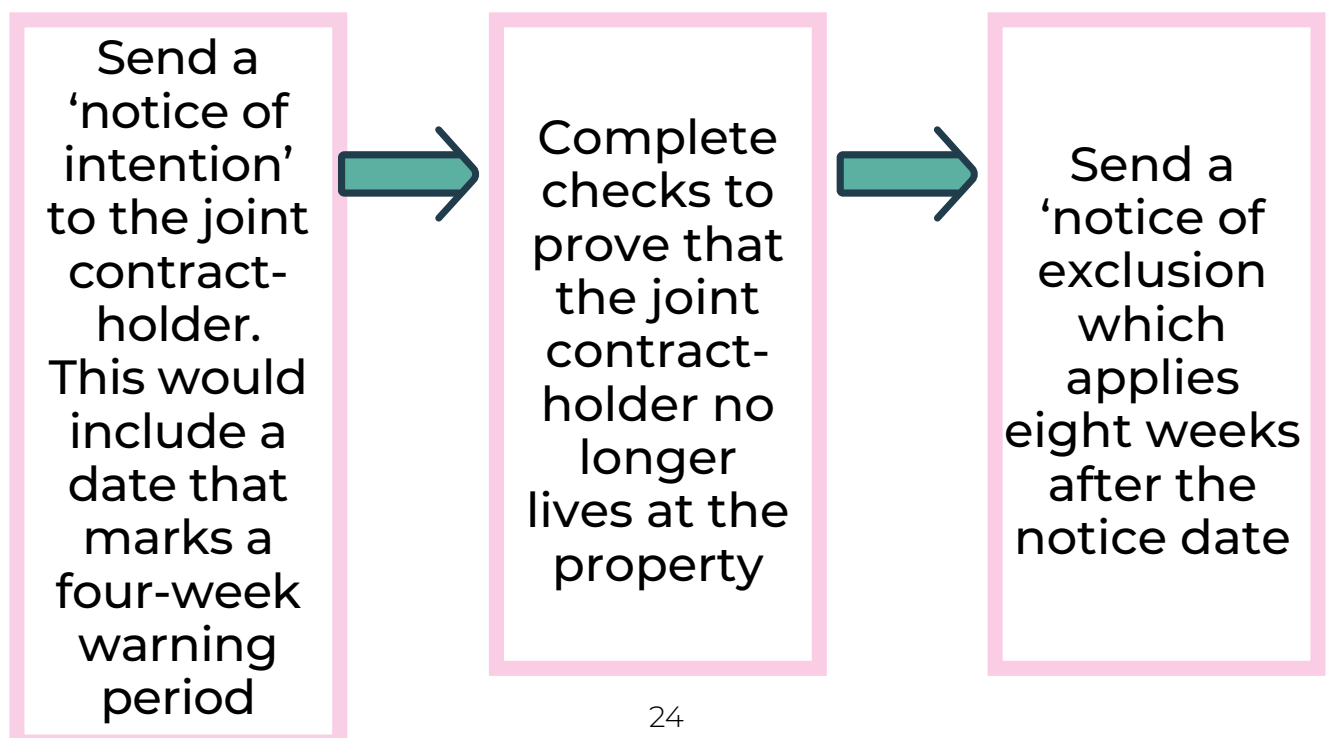 Send a
‘notice of
intention’
to the joint
contract-
holder.
This would
include a
date that
marks a
four-week
warning
period
Complete
checks to
prove that
the joint
contract-
holder no
longer
lives at the
property
Send a
‘notice of
exclusion
which
applies
eight weeks
after the
notice date
24